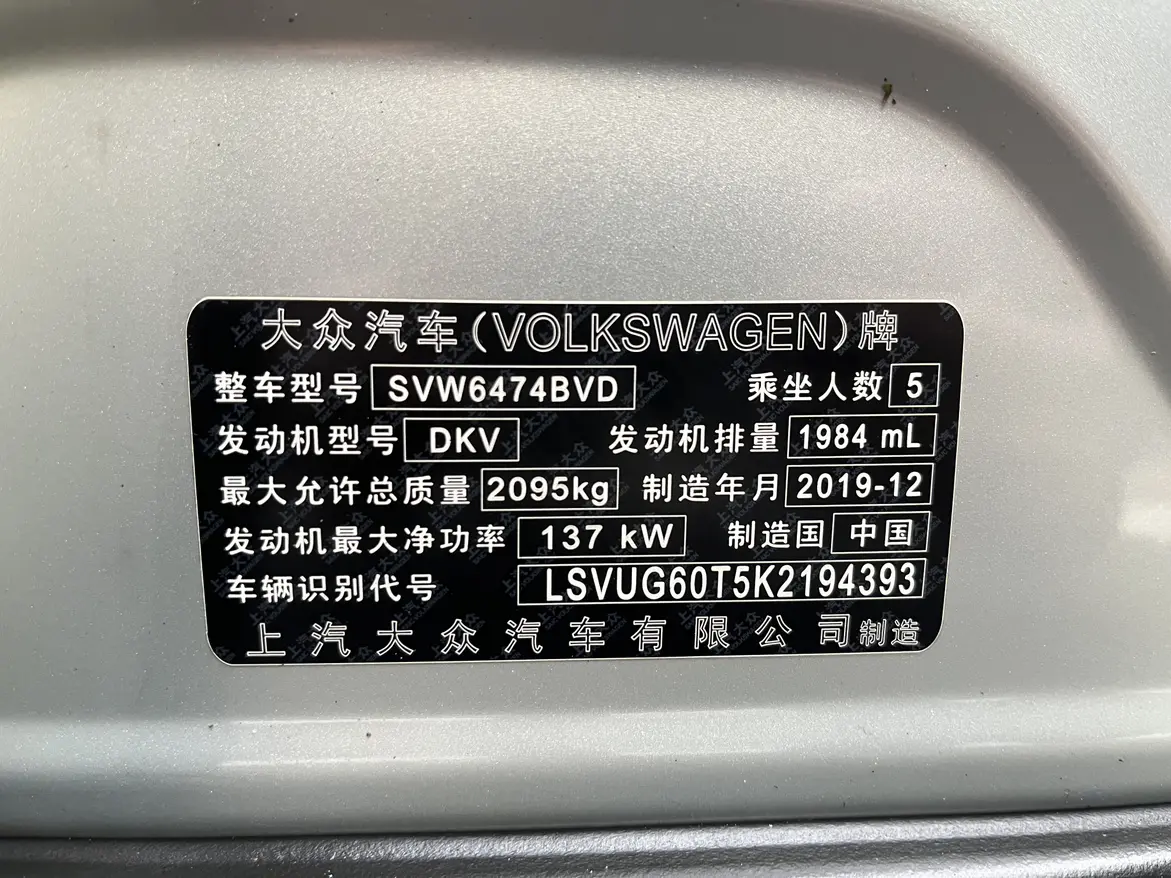 大众汽车(VOLKSWAGEN)牌
整车型号 SVW6474BVD 乘坐人数 5
发动机型号 DKV 发动机排量 1984 mL
最大允许总质量 2095kg 制造年月 2019-12
发动机最大净功率 137 kW 制造国 中国
车辆识别代号 LSVUG60T5K2194393
上汽大众汽车有限公司制造